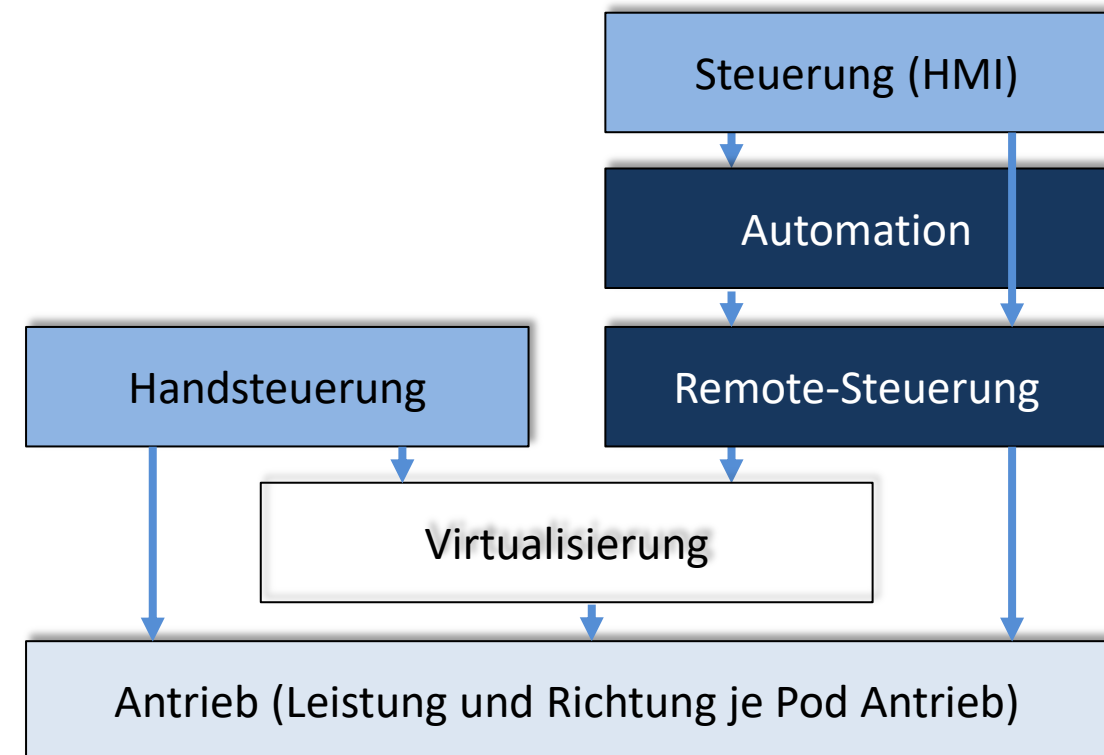 Steuerung (HMI)
Automation
Handsteuerung
Remote-Steuerung
Virtualisierung
Antrieb (Leistung und Richtung je Pod Antrieb)